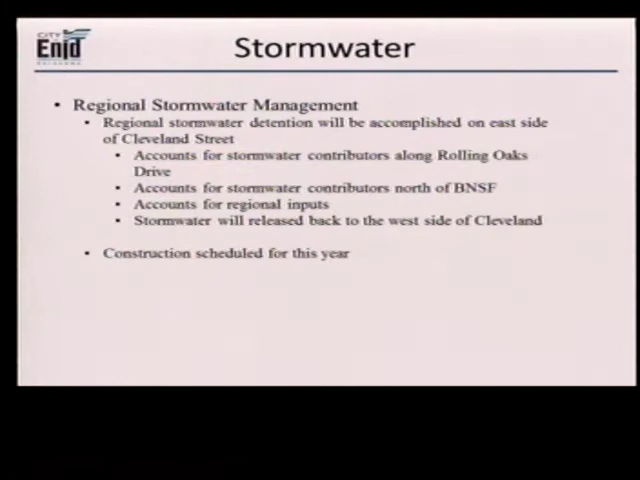 CITY
Enid
OKLAHOMA
Stormwater
• Regional Stormwater Management
• Regional stormwater detention will be accomplished on east side
of Cleveland Street
• Accounts for stormwater contributors along Rolling Oaks
Drive
• Accounts for stormwater contributors north of BNSF
• Accounts for regional inputs
• Stormwater will released back to the west side of Cleveland
• Construction scheduled for this year